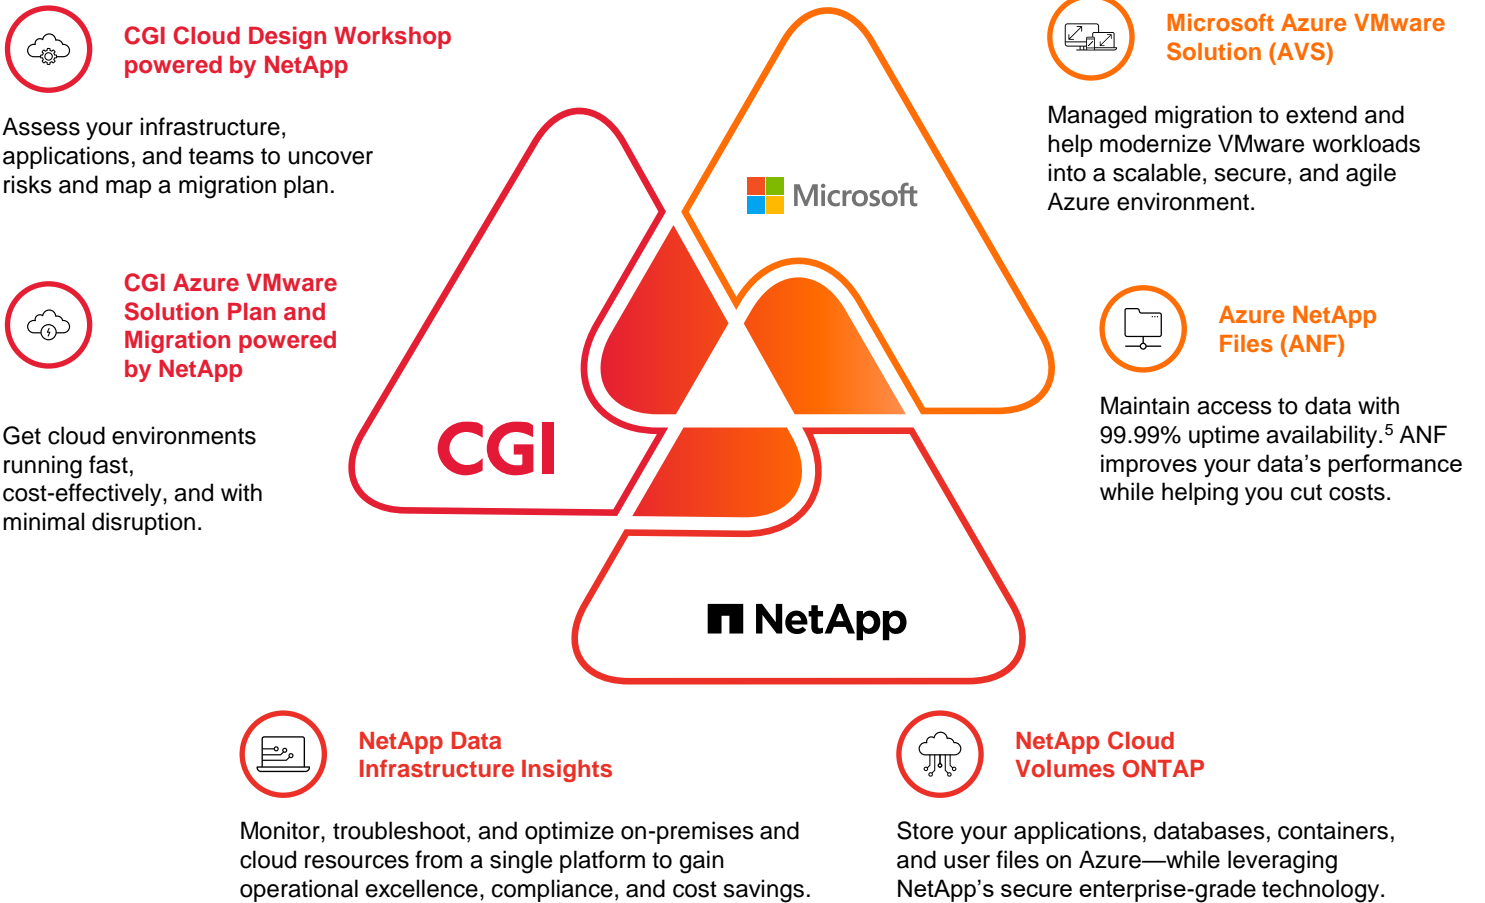 CGI Cloud Design Workshop
powered by NetApp
Assess your infrastructure,
applications, and teams to uncover
risks and map a migration plan.
CGI Azure VMware
Solution Plan and
Migration powered
by NetApp
Get cloud environments
running fast,
cost-effectively, and with
minimal disruption.
Microsoft
CGI
NetApp
Microsoft Azure VMware
Solution (AVS)
Managed migration to extend and
help modernize VMware workloads
into a scalable, secure, and agile
Azure environment.
Azure NetApp
Files (ANF)
Maintain access to data with
99.99% uptime availability.⁵ ANF
improves your data's performance
while helping you cut costs.
NetApp Data
Infrastructure Insights
Monitor, troubleshoot, and optimize on-premises and
cloud resources from a single platform to gain
operational excellence, compliance, and cost savings.
NetApp Cloud
Volumes ONTAP
Store your applications, databases, containers,
and user files on Azure—while leveraging
NetApp's secure enterprise-grade technology.